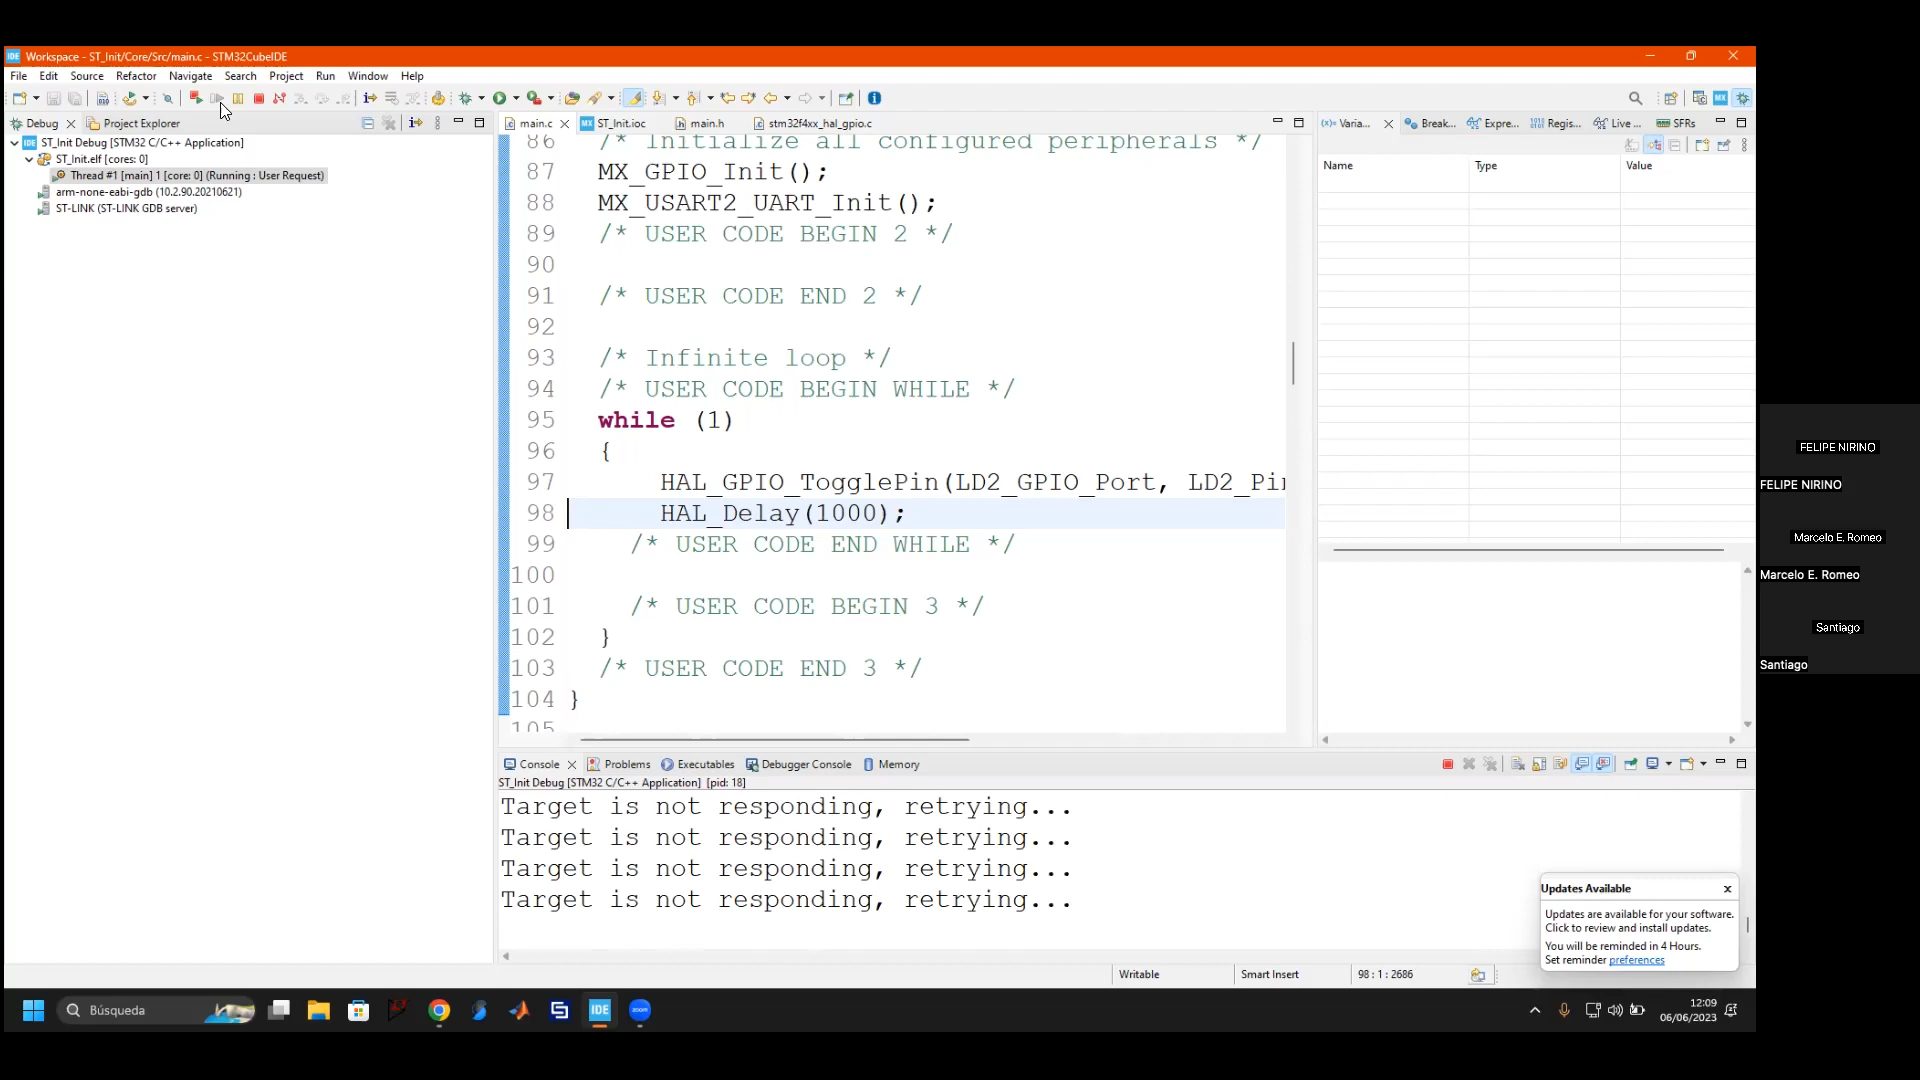 Workspace - ST_Init/Core/Src/main.c - STM32CubeIDE
File Edit Source Refactor Navigate Search Project Run Window Help
Debug Project Explorer
ST_Init Debug [STM32 C/C++ Application]
ST_Init.elf [cores: 0]
Thread #1 [main] 1 [core: 0] (Running : User Request)
arm-none-eabi-gdb (10.2.90.20210621)
ST-LINK (ST-LINK GDB server)
main.c ST_Init.ioc main.h stm32f4xx_hal_gpio.c
86 /* Initialize all configured peripherals */
87 MX_GPIO_Init();
88 MX_USART2_UART_Init();
89 /* USER CODE BEGIN 2 */
90
91 /* USER CODE END 2 */
92
93 /* Infinite loop */
94 /* USER CODE BEGIN WHILE */
95 while (1)
96 {
97 HAL_GPIO_TogglePin(LD2_GPIO_Port, LD2_Pin
98 HAL_Delay(1000);
99 /* USER CODE END WHILE */
100
101 /* USER CODE BEGIN 3 */
102 }
103 /* USER CODE END 3 */
104 }
105
(x)= Varia... Break... Expre... Regis... Live ... SFRs
Name Type Value
Console Problems Executables Debugger Console Memory
ST_Init Debug [STM32 C/C++ Application] [pid: 18]
Target is not responding, retrying...
Target is not responding, retrying...
Target is not responding, retrying...
Target is not responding, retrying...
Updates Available x
Updates are available for your software.
Click to review and install updates.
You will be reminded in 4 Hours.
Set reminder preferences
Writable Smart Insert 98 : 1 : 2686
Búsqueda
IDE
zoom
12:09
06/06/2023
FELIPE NIRINO
FELIPE NIRINO
Marcelo E. Romeo
Marcelo E. Romeo
Santiago
Santiago